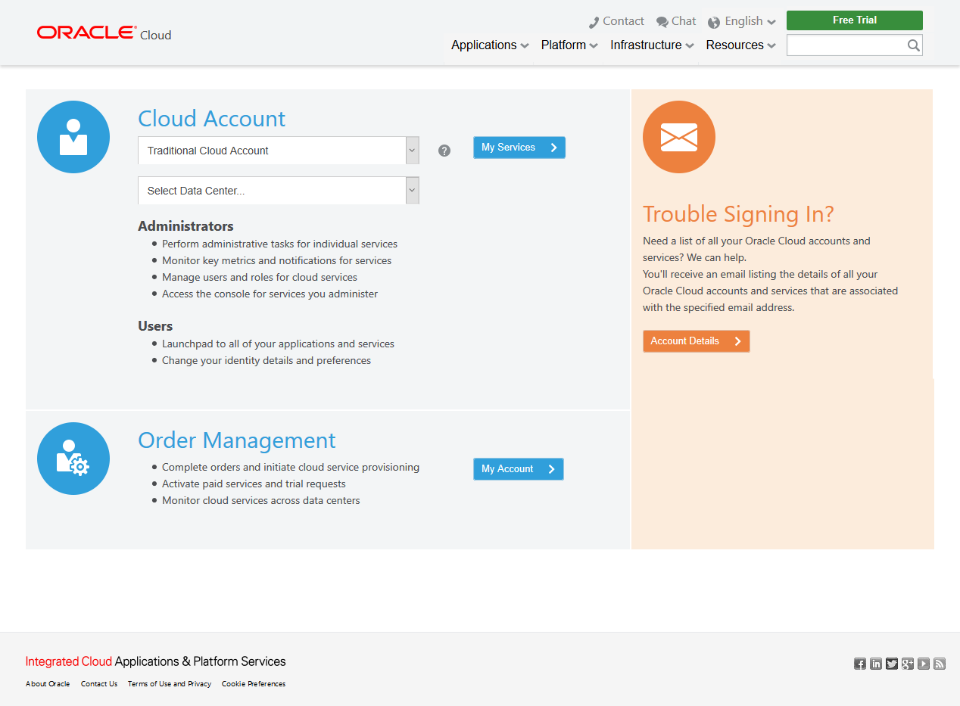 ORACLE Cloud
Contact Chat English
Free Trial
Applications Platform Infrastructure Resources
Cloud Account
Traditional Cloud Account
?
My Services
Select Data Center...
Administrators
• Perform administrative tasks for individual services
• Monitor key metrics and notifications for services
• Manage users and roles for cloud services
• Access the console for services you administer
Users
• Launchpad to all of your applications and services
• Change your identity details and preferences
Order Management
• Complete orders and initiate cloud service provisioning
• Activate paid services and trial requests
• Monitor cloud services across data centers
My Account
Trouble Signing In?
Need a list of all your Oracle Cloud accounts and
services? We can help.
You'll receive an email listing the details of all your
Oracle Cloud accounts and services that are associated
with the specified email address.
Account Details
Integrated Cloud Applications & Platform Services
About Oracle Contact Us Terms of Use and Privacy Cookie Preferences